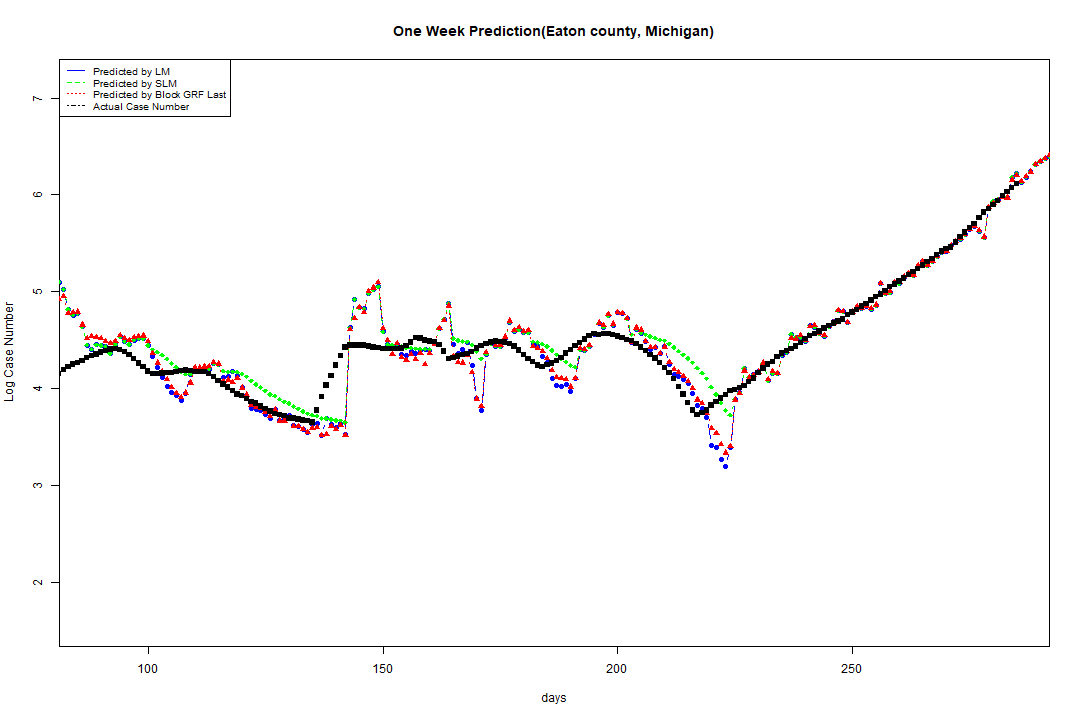 One Week Prediction(Eaton county, Michigan)
Predicted by LM
Predicted by SLM
Predicted by Block GRF Last
Actual Case Number
7
6
5
4
3
2
Log Case Number
100 150 200 250
days